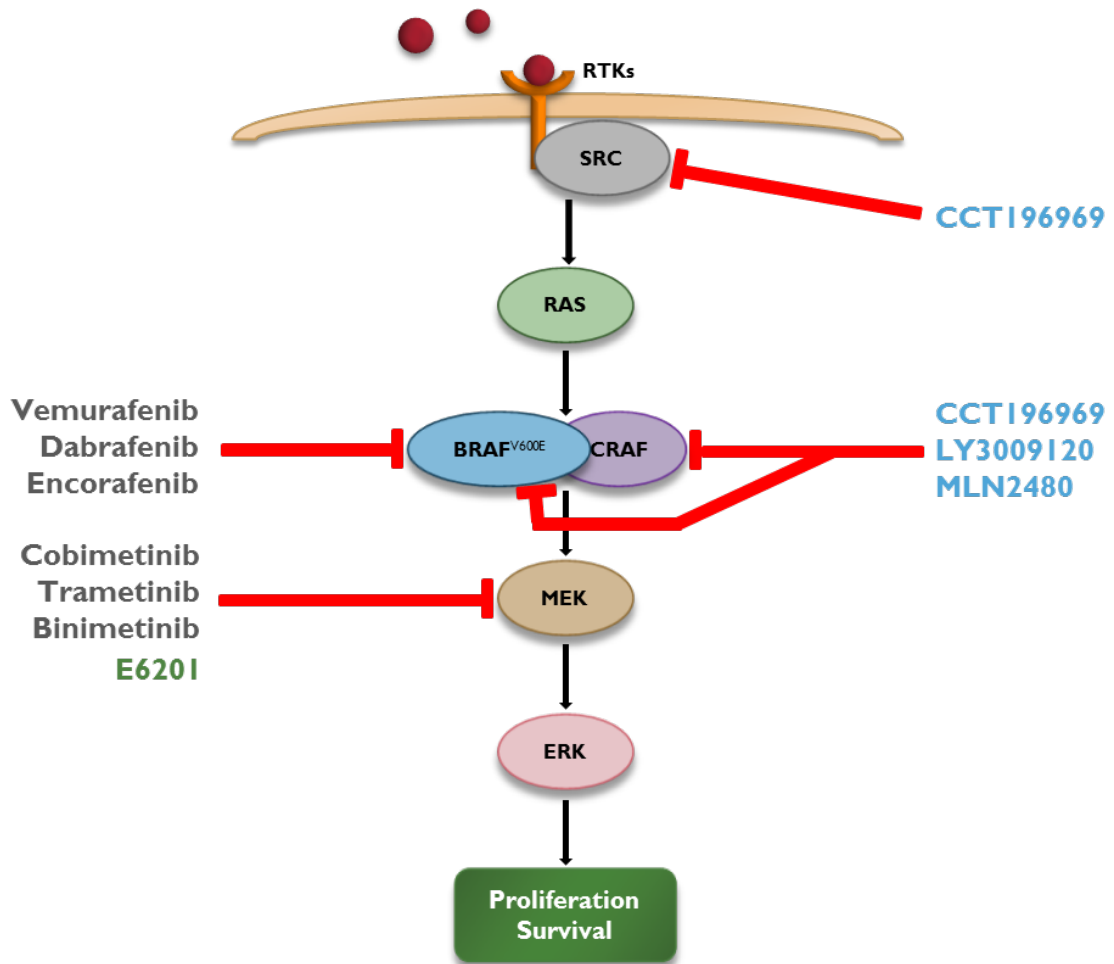 RTKs
SRC
CCT196969
RAS
Vemurafenib
Dabrafenib
Encorafenib
BRAFV600E
CRAF
CCT196969
LY3009120
MLN2480
Cobimetinib
Trametinib
Binimetinib
E6201
MEK
ERK
Proliferation
Survival